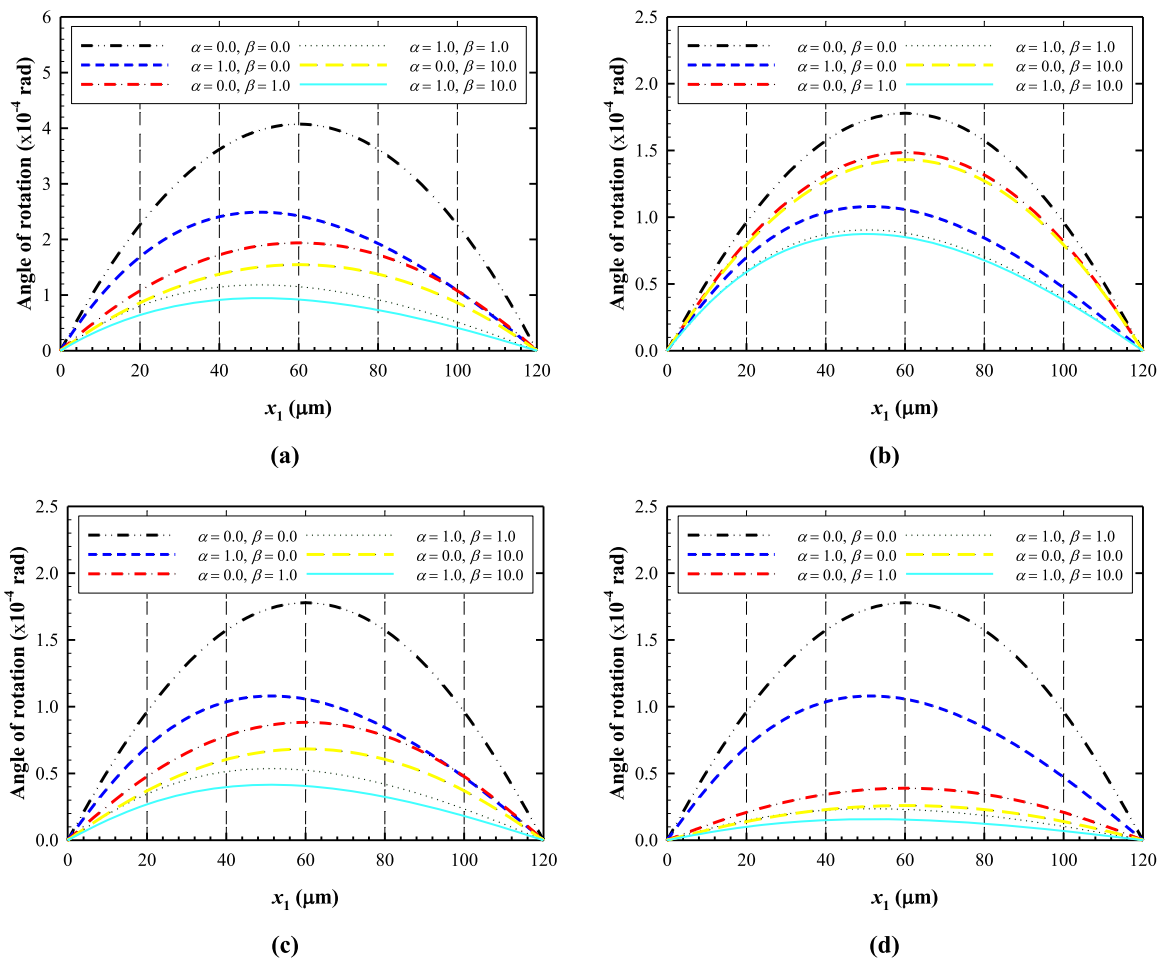 6
5
4
3
2
1
0
Angle of rotation (x10⁻⁴ rad)
α = 0.0, β = 0.0
α = 1.0, β = 0.0
α = 0.0, β = 1.0
α = 1.0, β = 1.0
α = 0.0, β = 10.0
α = 1.0, β = 10.0
0 20 40 60 80 100 120
x₁ (μm)
(a)
2.5
2.0
1.5
1.0
0.5
0.0
Angle of rotation (x10⁻⁴ rad)
α = 0.0, β = 0.0
α = 1.0, β = 0.0
α = 0.0, β = 1.0
α = 1.0, β = 1.0
α = 0.0, β = 10.0
α = 1.0, β = 10.0
0 20 40 60 80 100 120
x₁ (μm)
(b)
2.5
2.0
1.5
1.0
0.5
0.0
Angle of rotation (x10⁻⁴ rad)
α = 0.0, β = 0.0
α = 1.0, β = 0.0
α = 0.0, β = 1.0
α = 1.0, β = 1.0
α = 0.0, β = 10.0
α = 1.0, β = 10.0
0 20 40 60 80 100 120
x₁ (μm)
(c)
2.5
2.0
1.5
1.0
0.5
0.0
Angle of rotation (x10⁻⁴ rad)
α = 0.0, β = 0.0
α = 1.0, β = 0.0
α = 0.0, β = 1.0
α = 1.0, β = 1.0
α = 0.0, β = 10.0
α = 1.0, β = 10.0
0 20 40 60 80 100 120
x₁ (μm)
(d)